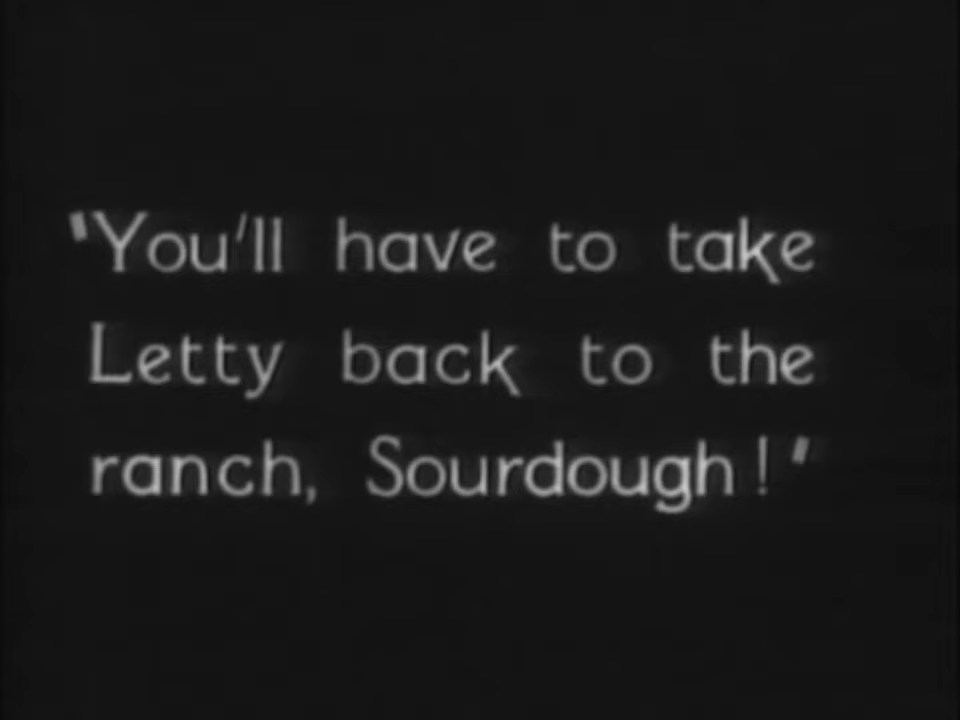 "You'll have to take
Letty back to the
ranch, Sourdough!"